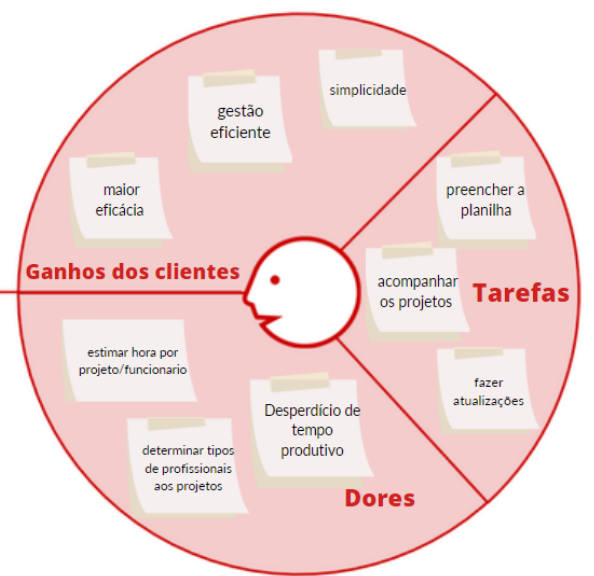 simplicidade
gestão
eficiente
maior
eficácia
Ganhos dos clientes
preencher a
planilha
acompanhar
os projetos
Tarefas
fazer
atualizações
estimar hora por
projeto/funcionario
determinar tipos
de profissionais
aos projetos
Desperdício de
tempo
produtivo
Dores